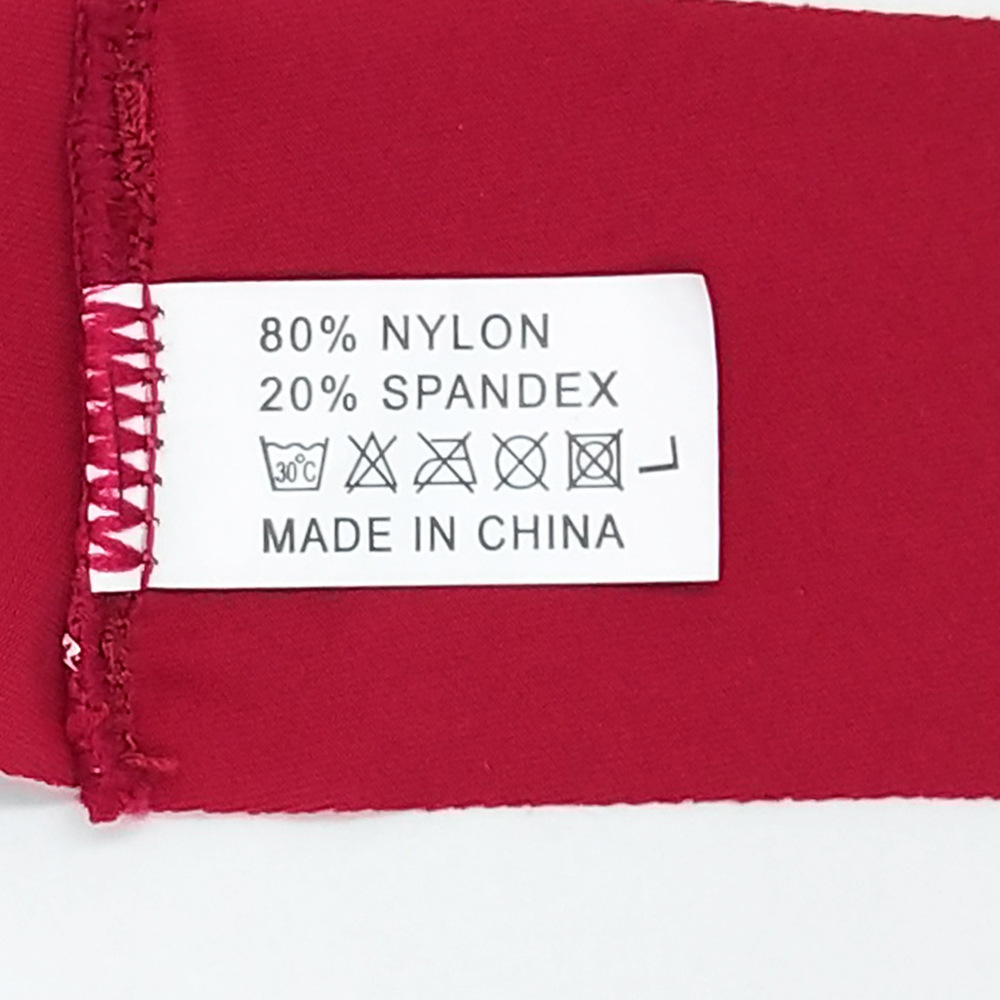 80% NYLON
20% SPANDEX
30°C
L
MADE IN CHINA